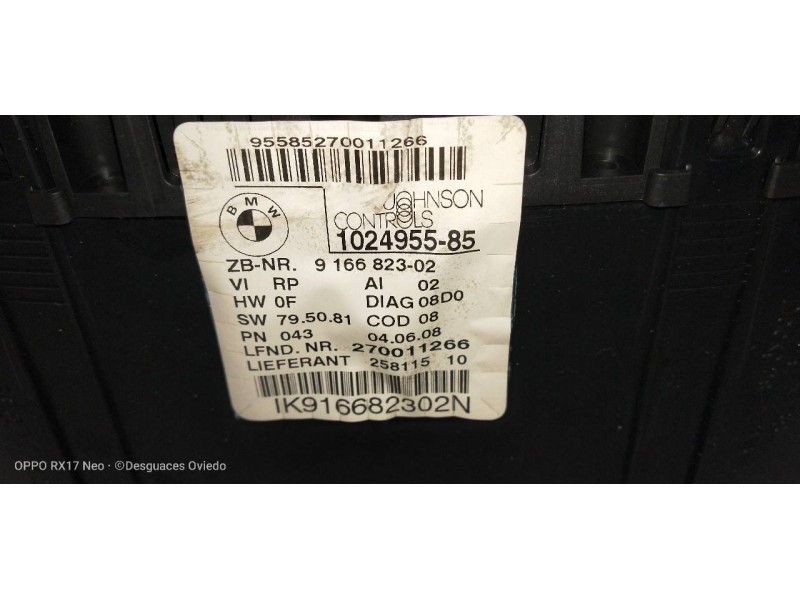 95585270011266
BMW
JOHNSON
CONTROLS
1024955-85
ZB-NR. 9 166 823-02
VI RP AI 02
HW 0F DIAG 08D0
SW 79.50.81 COD 08
PN 043 04.06.08
LFND. NR. 270011266
LIEFERANT 258115 10
IK916682302N
OPPO RX17 Neo · ©Desguaces Oviedo